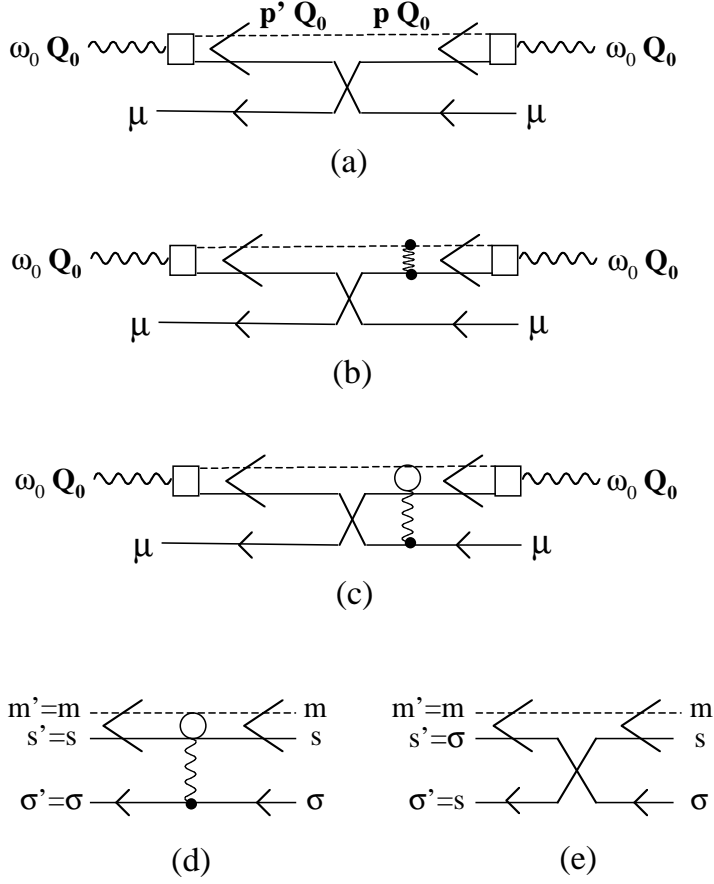 p' Q₀ p Q₀
ω₀ Q₀ ω₀ Q₀
μ μ
(a)
ω₀ Q₀ ω₀ Q₀
μ μ
(b)
ω₀ Q₀ ω₀ Q₀
μ μ
(c)
m'=m m m'=m m
s'=s s s'=σ s
σ'=σ σ σ'=s σ
(d) (e)